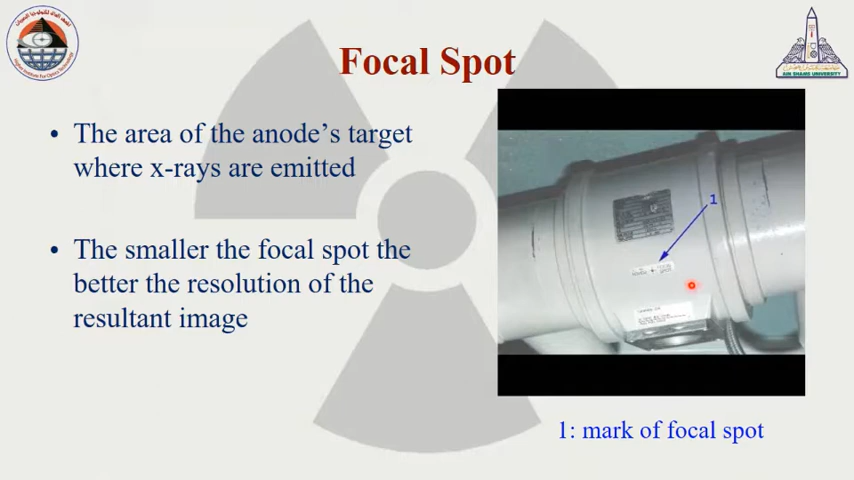 Focal Spot
AIN SHAMS UNIVERSITY
• The area of the anode’s target
where x-rays are emitted
• The smaller the focal spot the
better the resolution of the
resultant image
1
1: mark of focal spot